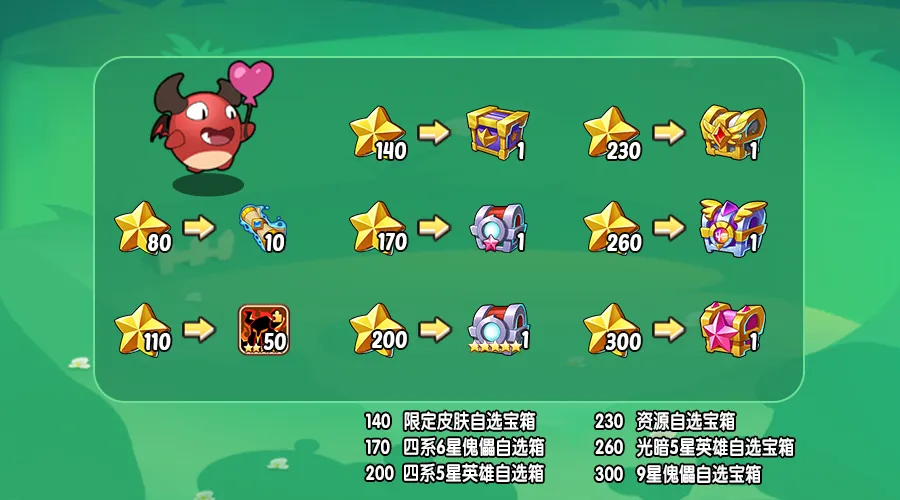 140 1 230 1
80 10 170 1 260 1
110 50 200 1 300 1
140 限定皮肤自选宝箱 230 资源自选宝箱
170 四系6星傀儡自选箱 260 光暗5星英雄自选宝箱
200 四系5星英雄自选箱 300 9星傀儡自选宝箱